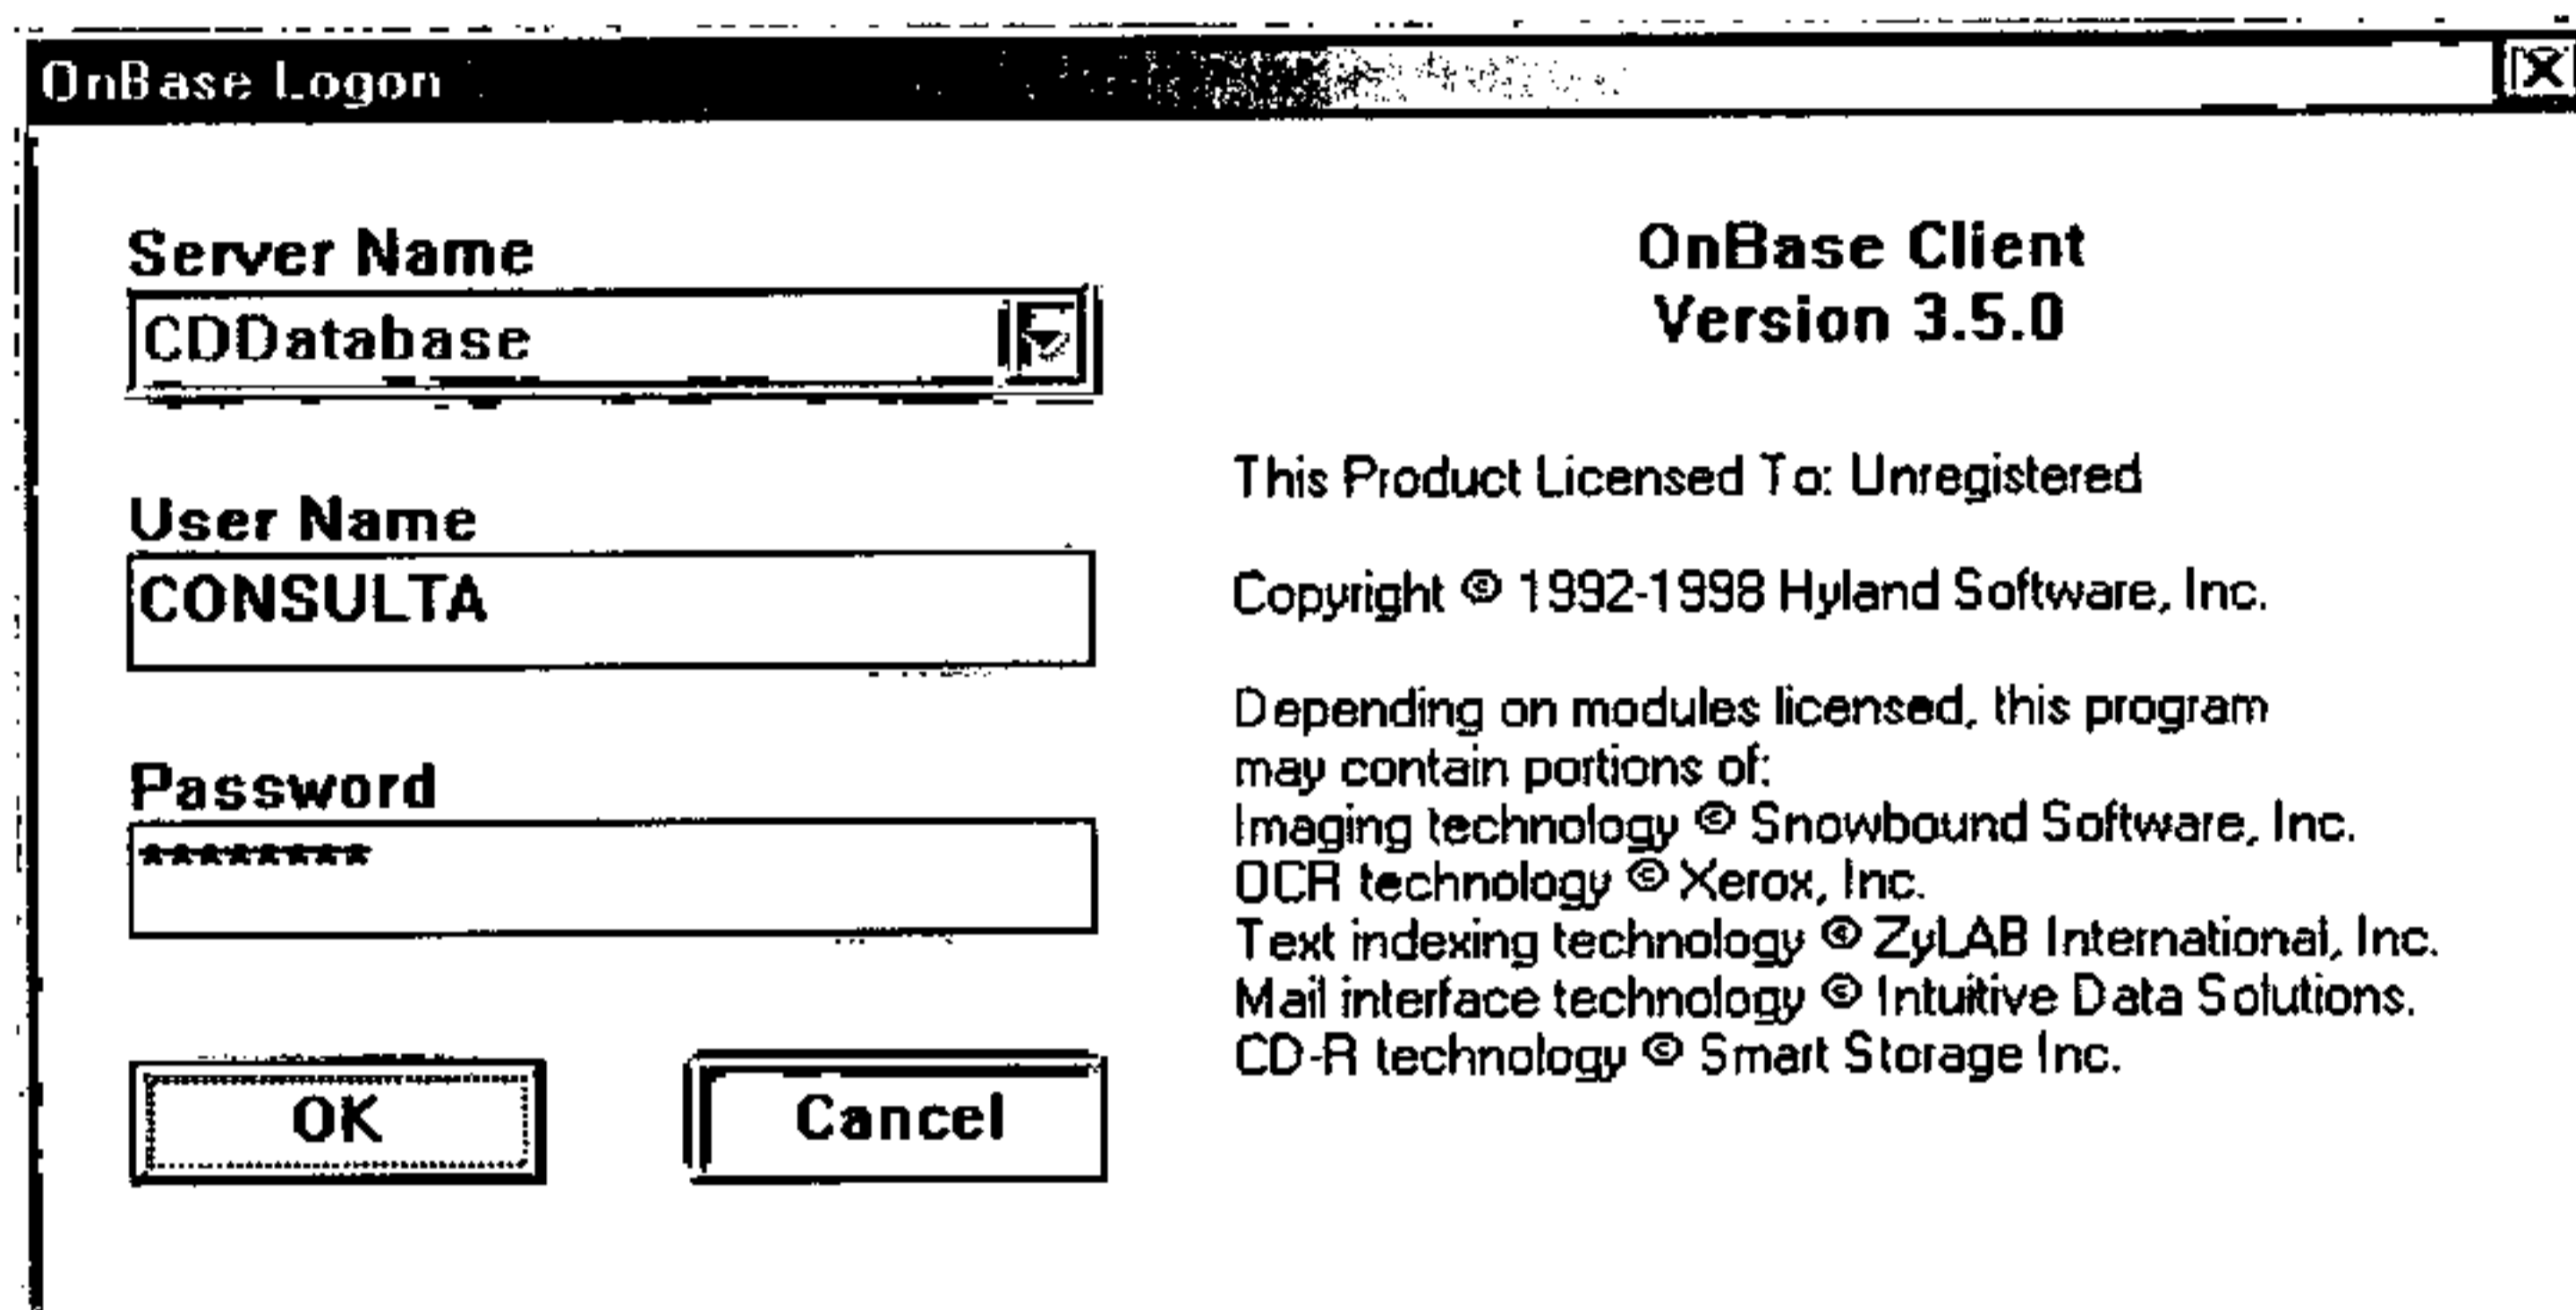 OnBase Logon
Server Name
CDDatabase
User Name
CONSULTA
Password
********
OK
Cancel
OnBase Client
Version 3.5.0
This Product Licensed To: Unregistered
Copyright © 1992-1998 Hyland Software, Inc.
Depending on modules licensed, this program
may contain portions of:
Imaging technology © Snowbound Software, Inc.
OCR technology © Xerox, Inc.
Text indexing technology © ZyLAB International, Inc.
Mail interface technology © Intuitive Data Solutions.
CD-R technology © Smart Storage Inc.